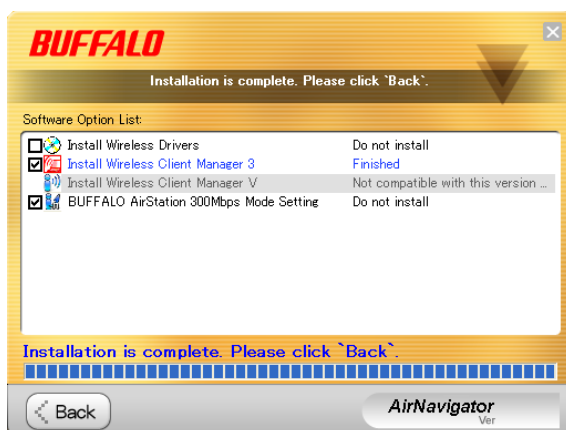 BUFFALO
Installation is complete. Please click `Back`.
Software Option List:
Install Wireless Drivers Do not install
Install Wireless Client Manager 3 Finished
Install Wireless Client Manager V Not compatible with this version ...
BUFFALO AirStation 300Mbps Mode Setting Do not install
Installation is complete. Please click `Back`.
Back
AirNavigator
Ver